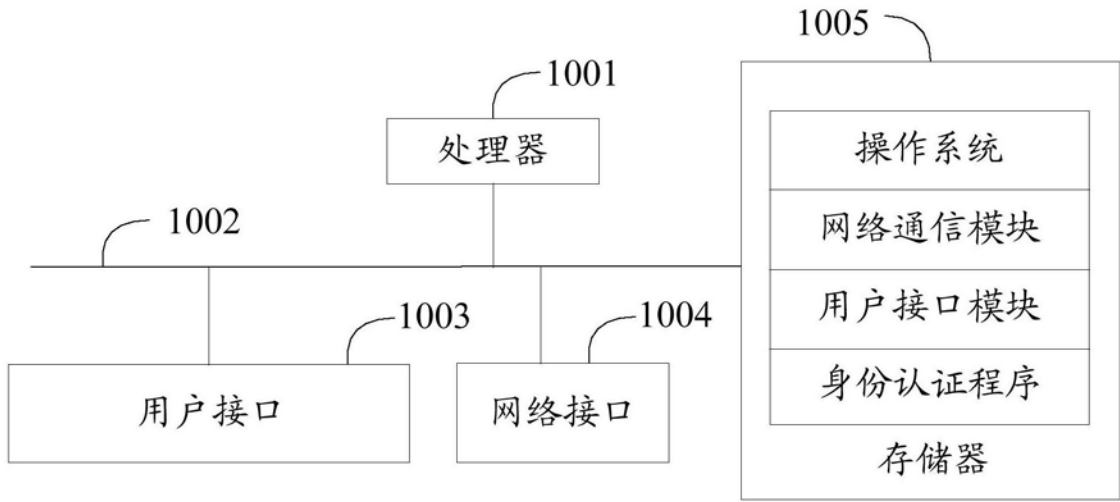 1005
1001
处理器
操作系统
1002
网络通信模块
1003
1004
用户接口模块
用户接口
网络接口
身份认证程序
存储器